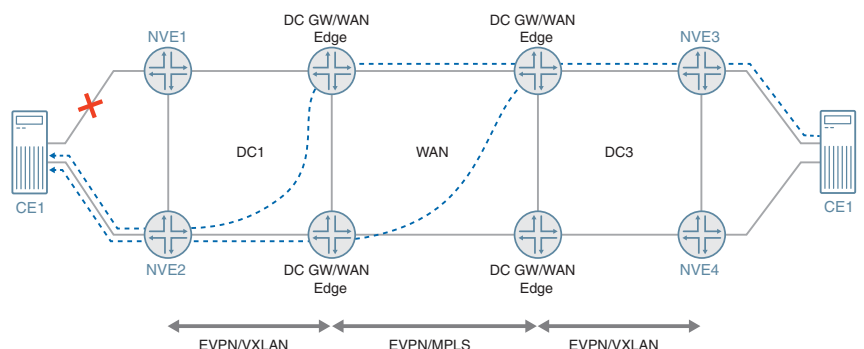 DC GW/WAN
Edge
DC GW/WAN
Edge
NVE1
NVE3
DC1
WAN
DC3
CE1
CE1
NVE2
DC GW/WAN
Edge
DC GW/WAN
Edge
NVE4
EVPN/VXLAN
EVPN/MPLS
EVPN/VXLAN